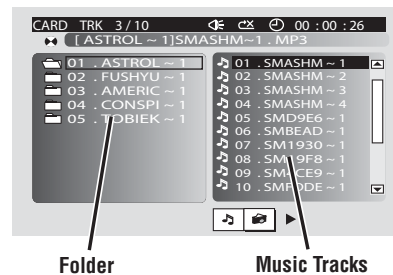 CARD TRK 3/10 00:00:26
[ ASTROL ~ 1]SMASHM~1 . MP3
01 . ASTROL ~ 1
02 . FUSHYU ~ 1
03 . AMERIC ~ 1
04 . CONSPI ~ 1
05 . TOBIEK ~ 1
01 . SMASHM ~ 1
02 . SMASHM ~ 2
03 . SMASHM ~ 3
04 . SMASHM ~ 4
05 . SMD9E6 ~ 1
06 . SMBEAD ~ 1
07 . SM1930 ~ 1
08 . SM19F8 ~ 1
09 . SMACE9 ~ 1
10 . SMFDDE ~ 1
Folder
Music Tracks